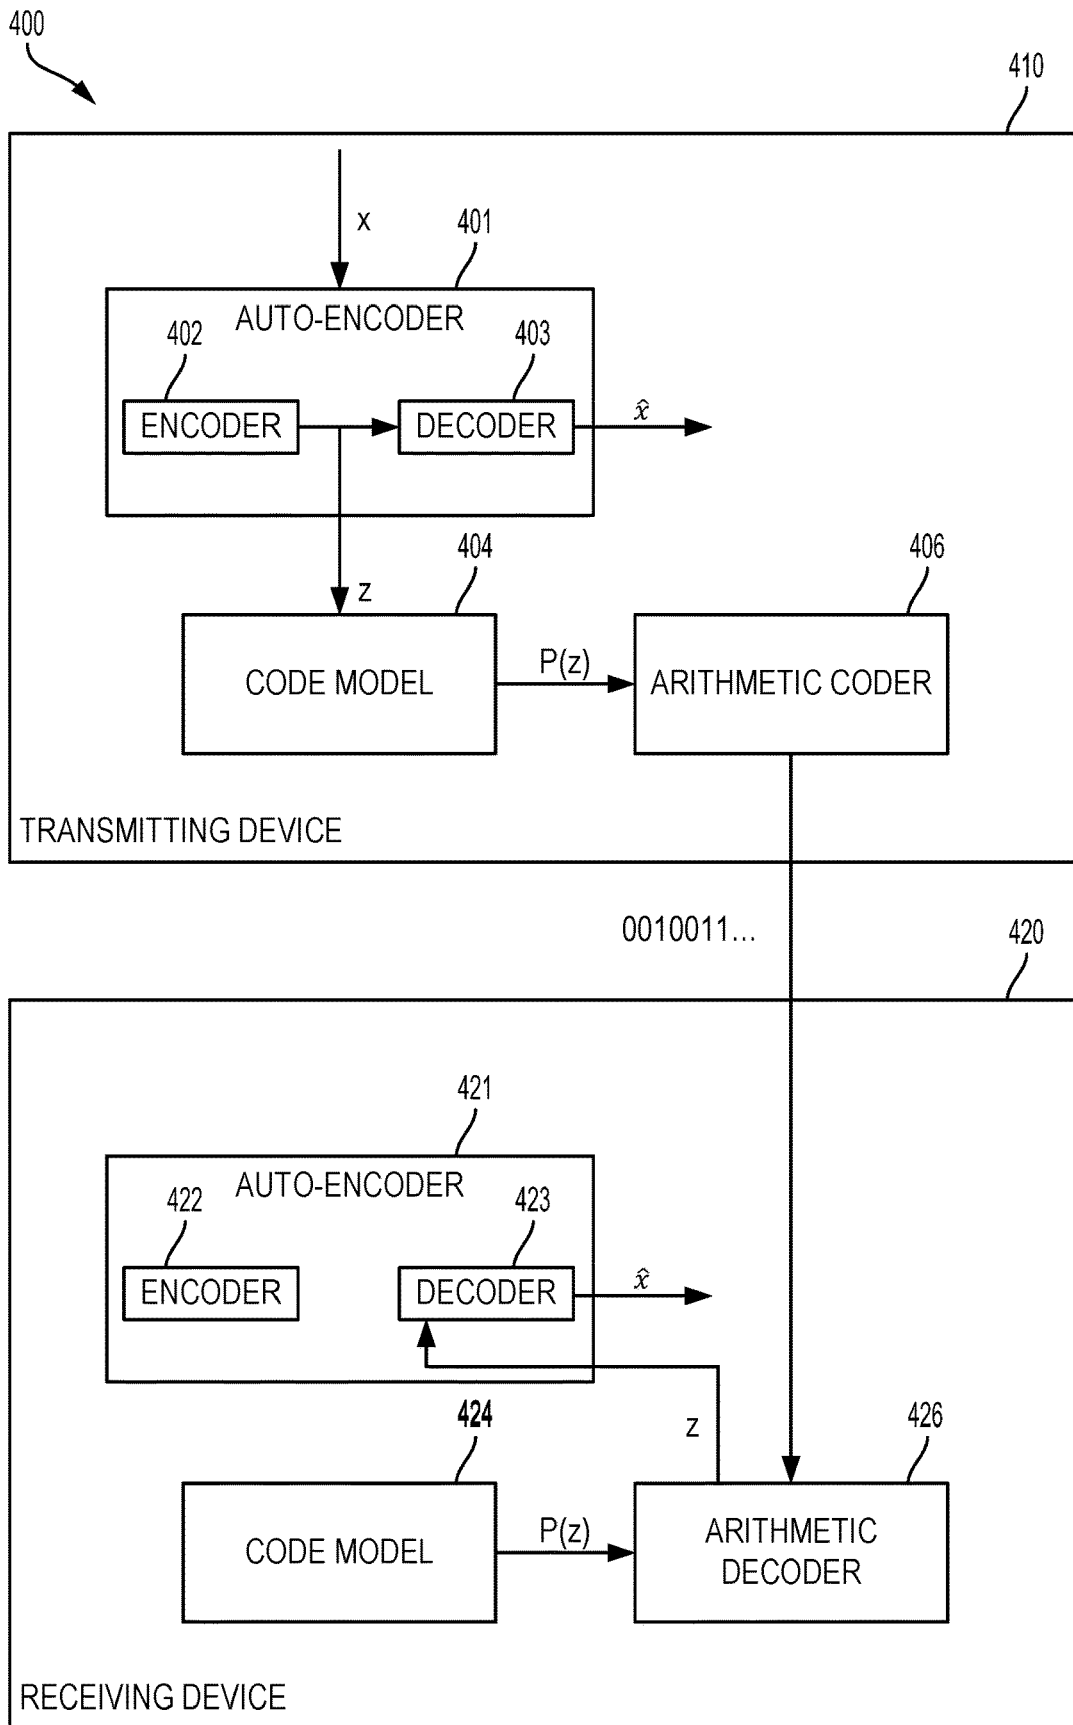 400
410
x
401
AUTO-ENCODER
402
403
ENCODER
DECODER
x̂
z
404
406
CODE MODEL
P(z)
ARITHMETIC CODER
TRANSMITTING DEVICE
0010011...
420
421
AUTO-ENCODER
422
423
ENCODER
DECODER
x̂
z
424
426
CODE MODEL
P(z)
ARITHMETIC
DECODER
RECEIVING DEVICE